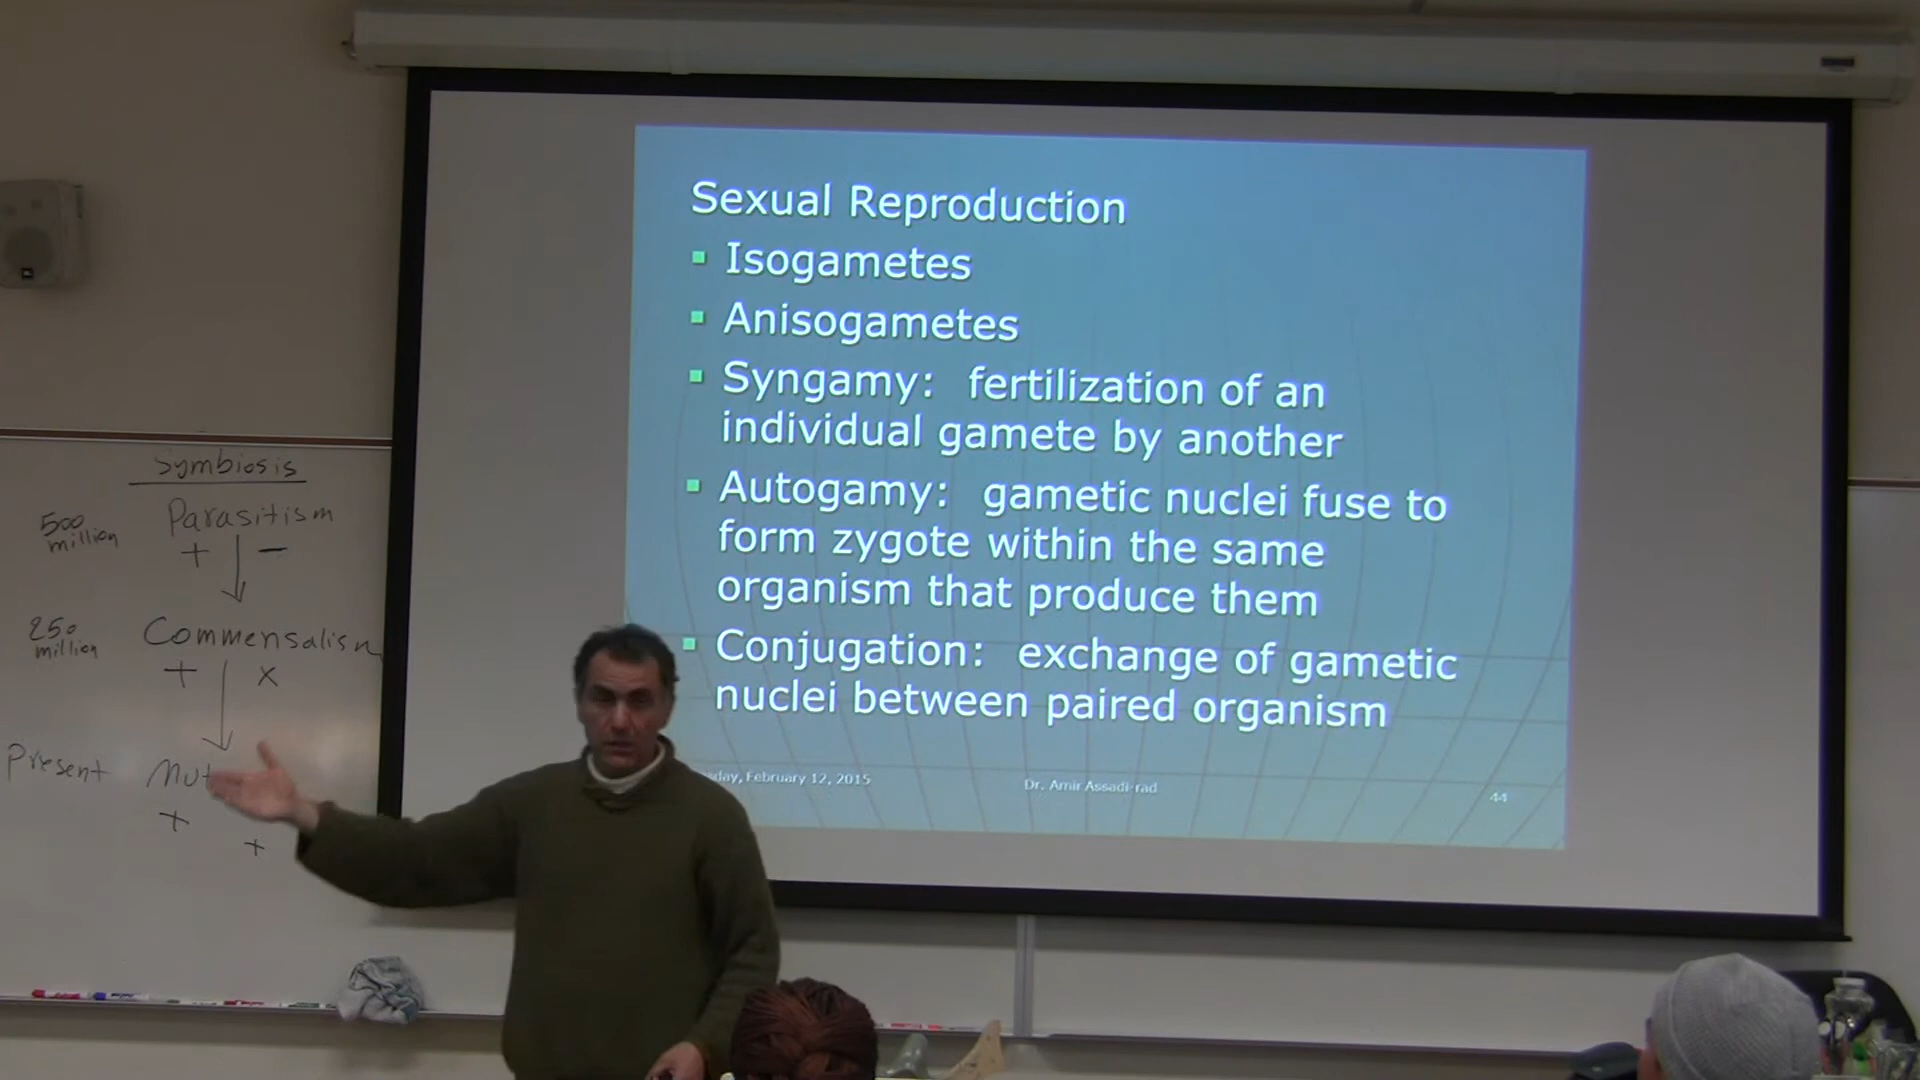 Sexual Reproduction
Isogametes
Anisogametes
Syngamy: fertilization of an
individual gamete by another
Autogamy: gametic nuclei fuse to
form zygote within the same
organism that produce them
Conjugation: exchange of gametic
nuclei between paired organism
February 12, 2015
Dr. Amir Assadi-rad
44
Symbiosis
500
million
Parasitism
+ −
250
million
Commensalism
+ x
Present
Mut
+ +